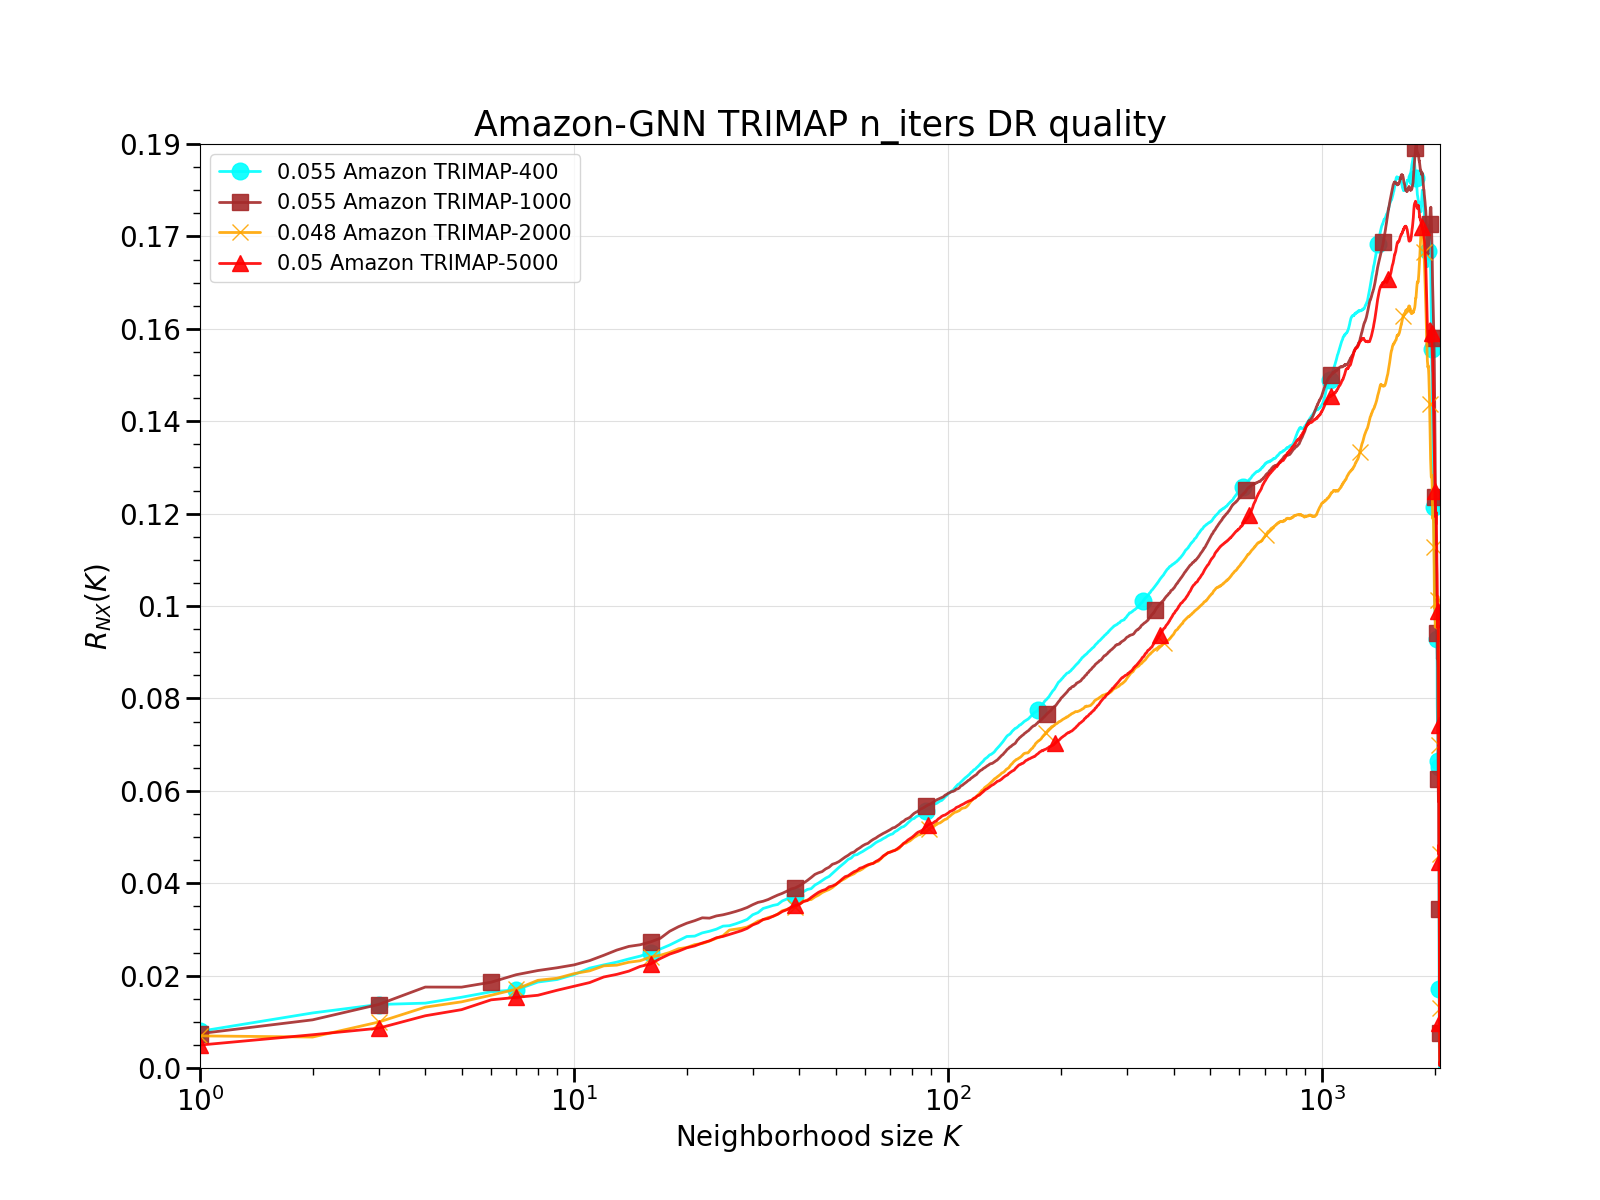 Amazon-GNN TRIMAP n_iters DR quality
0.19
0.17
0.16
0.14
0.12
0.1
0.08
0.06
0.04
0.02
0.0
R_{NX}(K)
0.055 Amazon TRIMAP-400
0.055 Amazon TRIMAP-1000
0.048 Amazon TRIMAP-2000
0.05 Amazon TRIMAP-5000
10^0 10^1 10^2 10^3
Neighborhood size K